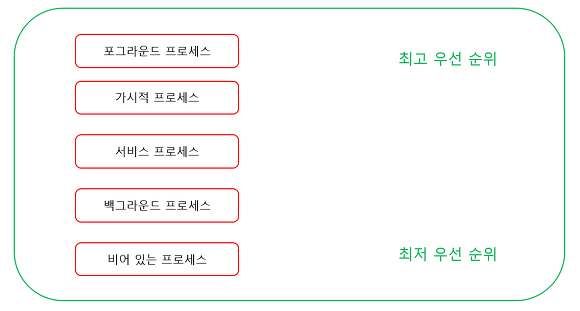 포그라운드 프로세스
최고 우선 순위
가시적 프로세스
서비스 프로세스
백그라운드 프로세스
비어 있는 프로세스
최저 우선 순위